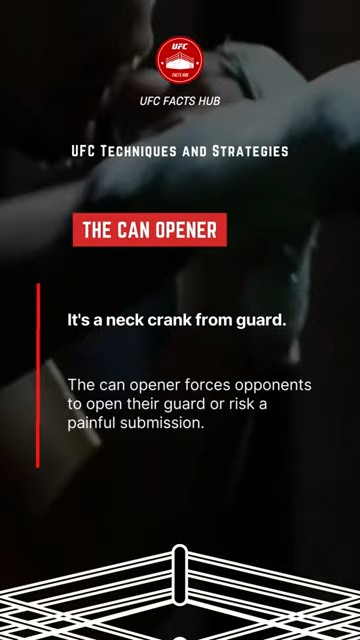 UFC
FACTS HUB
UFC FACTS HUB
UFC Techniques and Strategies
THE CAN OPENER
It's a neck crank from guard.
The can opener forces opponents
to open their guard or risk a
painful submission.